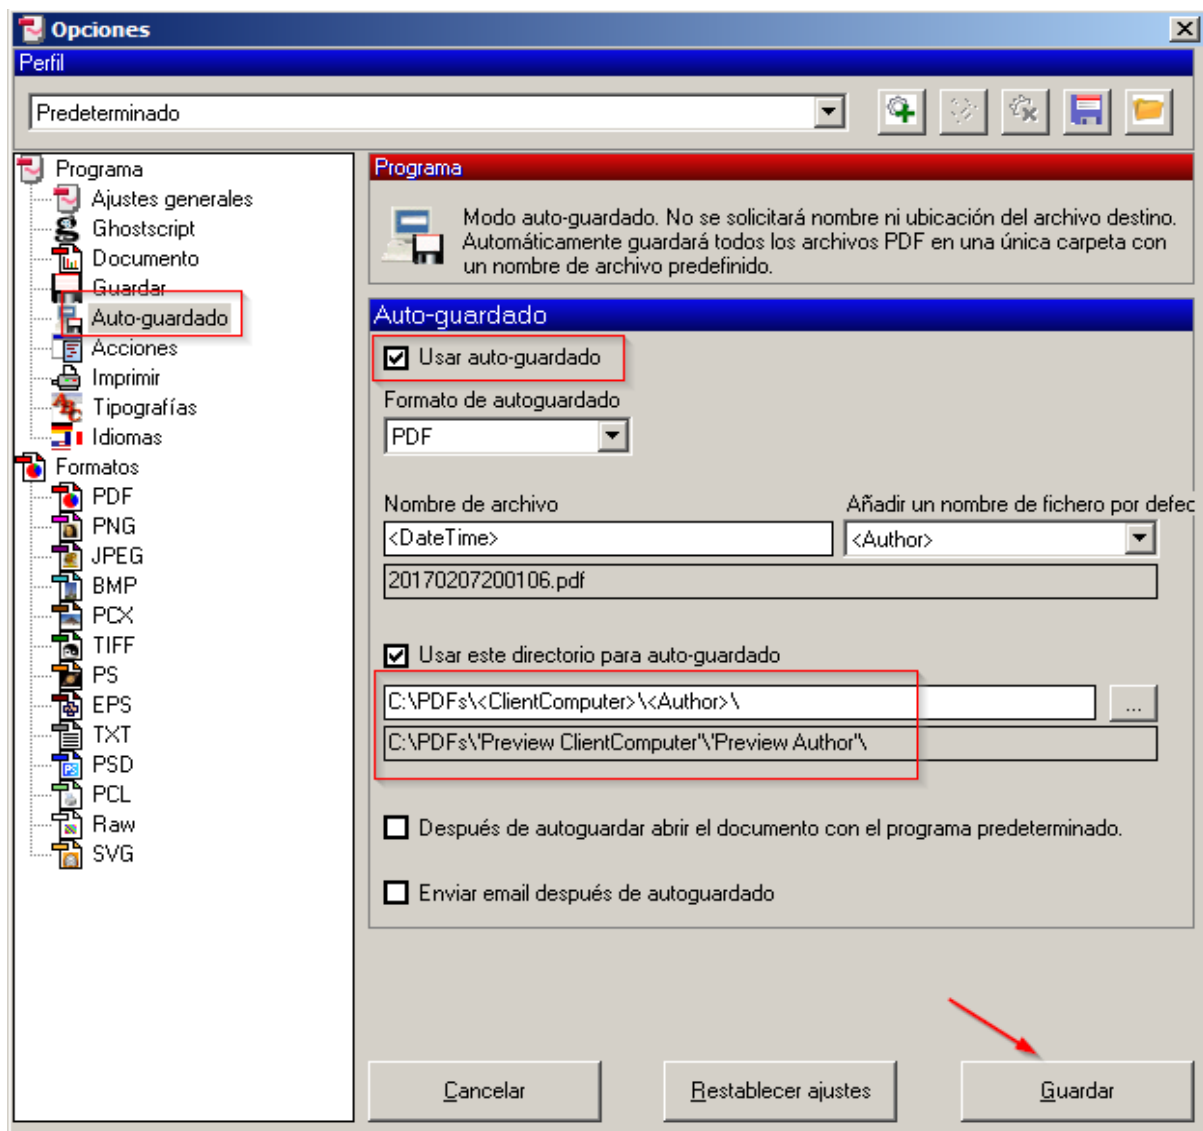 Opciones
Perfil
Predeterminado
Programa
Ajustes generales
Ghostscript
Documento
Guardar
Auto-guardado
Acciones
Imprimir
Tipografías
Idiomas
Formatos
PDF
PNG
JPEG
BMP
PCX
TIFF
PS
EPS
TXT
PSD
PCL
Raw
SVG
Programa
Modo auto-guardado. No se solicitará nombre ni ubicación del archivo destino.
Automáticamente guardará todos los archivos PDF en una única carpeta con
un nombre de archivo predefinido.
Auto-guardado
Usar auto-guardado
Formato de autoguardado
PDF
Nombre de archivo
Añadir un nombre de fichero por defec
<DateTime>
<Author>
20170207200106.pdf
Usar este directorio para auto-guardado
C:\PDFs\<ClientComputer>\<Author>\
...
C:\PDFs\'Preview ClientComputer'\'Preview Author'\
Después de autoguardar abrir el documento con el programa predeterminado.
Enviar email después de autoguardado
Cancelar
Restablecer ajustes
Guardar